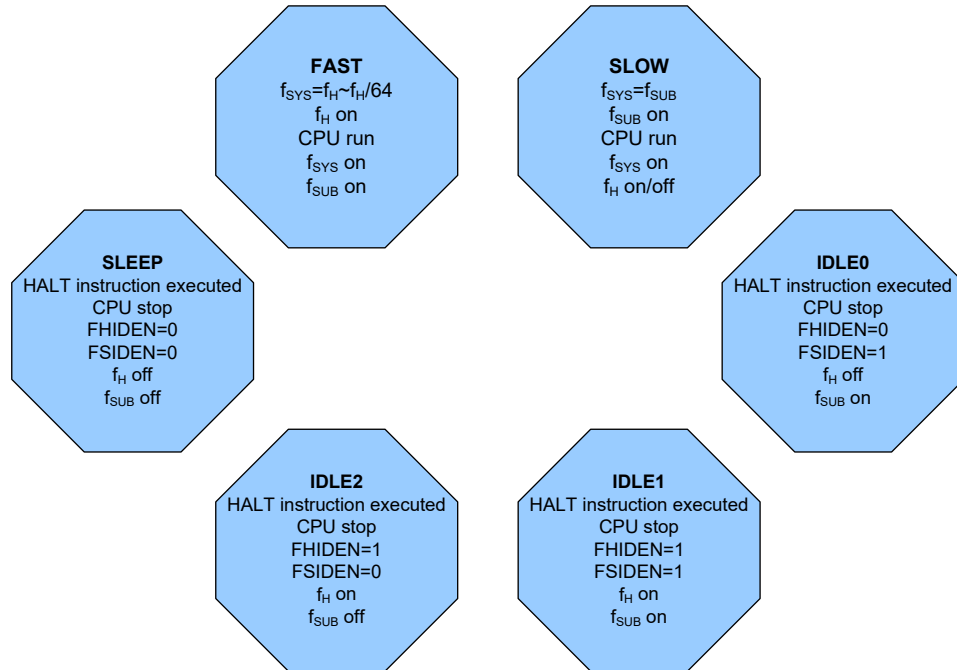 FAST
fSYS=fH~fH/64
fH on
CPU run
fSYS on
fSUB on
SLOW
fSYS=fSUB
fSUB on
CPU run
fSYS on
fH on/off
SLEEP
HALT instruction executed
CPU stop
FHIDEN=0
FSIDEN=0
fH off
fSUB off
IDLE0
HALT instruction executed
CPU stop
FHIDEN=0
FSIDEN=1
fH off
fSUB on
IDLE2
HALT instruction executed
CPU stop
FHIDEN=1
FSIDEN=0
fH on
fSUB off
IDLE1
HALT instruction executed
CPU stop
FHIDEN=1
FSIDEN=1
fH on
fSUB on